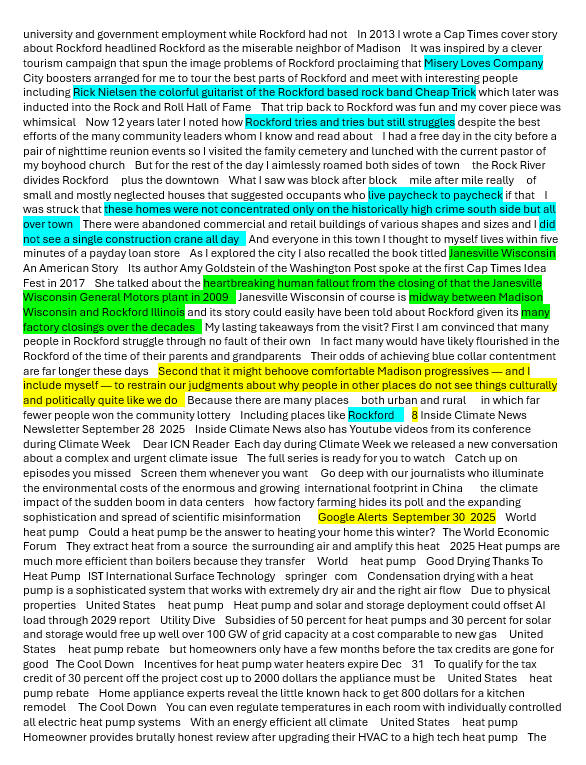 university and government employment while Rockford had not    In 2013 I wrote a Cap Times cover story
about Rockford headlined Rockford as the miserable neighbor of Madison    It was inspired by a clever
tourism campaign that spun the image problems of Rockford proclaiming that Misery Loves Company
City boosters arranged for me to tour the best parts of Rockford and meet with interesting people
including Rick Nielsen the colorful guitarist of the Rockford based rock band Cheap Trick which later was
inducted into the Rock and Roll Hall of Fame    That trip back to Rockford was fun and my cover piece was
whimsical    Now 12 years later I noted how Rockford tries and tries but still struggles despite the best
efforts of the many community leaders whom I know and read about    I had a free day in the city before a
pair of nighttime reunion events so I visited the family cemetery and lunched with the current pastor of
my boyhood church    But for the rest of the day I aimlessly roamed both sides of town    the Rock River
divides Rockford    plus the downtown    What I saw was block after block    mile after mile really    of
small and mostly neglected houses that suggested occupants who live paycheck to paycheck if that    I
was struck that these homes were not concentrated only on the historically high crime south side but all
over town    There were abandoned commercial and retail buildings of various shapes and sizes and I did
not see a single construction crane all day    And everyone in this town I thought to myself lives within five
minutes of a payday loan store    As I explored the city I also recalled the book titled Janesville Wisconsin
An American Story    Its author Amy Goldstein of the Washington Post spoke at the first Cap Times Idea
Fest in 2017    She talked about the heartbreaking human fallout from the closing of that the Janesville
Wisconsin General Motors plant in 2009    Janesville Wisconsin of course is midway between Madison
Wisconsin and Rockford Illinois and its story could easily have been told about Rockford given its many
factory closings over the decades    My lasting takeaways from the visit? First I am convinced that many
people in Rockford struggle through no fault of their own    In fact many would have likely flourished in the
Rockford of the time of their parents and grandparents    Their odds of achieving blue collar contentment
are far longer these days    Second that it might behoove comfortable Madison progressives — and I
include myself — to restrain our judgments about why people in other places do not see things culturally
and politically quite like we do    Because there are many places    both urban and rural    in which far
fewer people won the community lottery    Including places like Rockford    8 Inside Climate News
Newsletter September 28  2025    Inside Climate News also has Youtube videos from its conference
during Climate Week    Dear ICN Reader  Each day during Climate Week we released a new conversation
about a complex and urgent climate issue    The full series is ready for you to watch    Catch up on
episodes you missed    Screen them whenever you want    Go deep with our journalists who illuminate
the environmental costs of the enormous and growing  international footprint in China    the climate
impact of the sudden boom in data centers    how factory farming hides its poll and the expanding
sophistication and spread of scientific misinformation    Google Alerts  September 30  2025    World
heat pump    Could a heat pump be the answer to heating your home this winter?  The World Economic
Forum    They extract heat from a source  the surrounding air and amplify this heat    2025 Heat pumps are
much more efficient than boilers because they transfer    World    heat pump    Good Drying Thanks To
Heat Pump    IST International Surface Technology    springer  com    Condensation drying with a heat
pump is a sophisticated system that works with extremely dry air and the right air flow    Due to physical
properties    United States    heat pump    Heat pump and solar and storage deployment could offset AI
load through 2029 report    Utility Dive    Subsidies of 50 percent for heat pumps and 30 percent for solar
and storage would free up well over 100 GW of grid capacity at a cost comparable to new gas    United
States    heat pump rebate    but homeowners only have a few months before the tax credits are gone for
good   The Cool Down    Incentives for heat pump water heaters expire Dec    31    To qualify for the tax
credit of 30 percent off the project cost up to 2000 dollars the appliance must be    United States    heat
pump rebate    Home appliance experts reveal the little known hack to get 800 dollars for a kitchen
remodel    The Cool Down    You can even regulate temperatures in each room with individually controlled
all electric heat pump systems    With an energy efficient all climate    United States    heat pump
Homeowner provides brutally honest review after upgrading their HVAC to a high tech heat pump    The